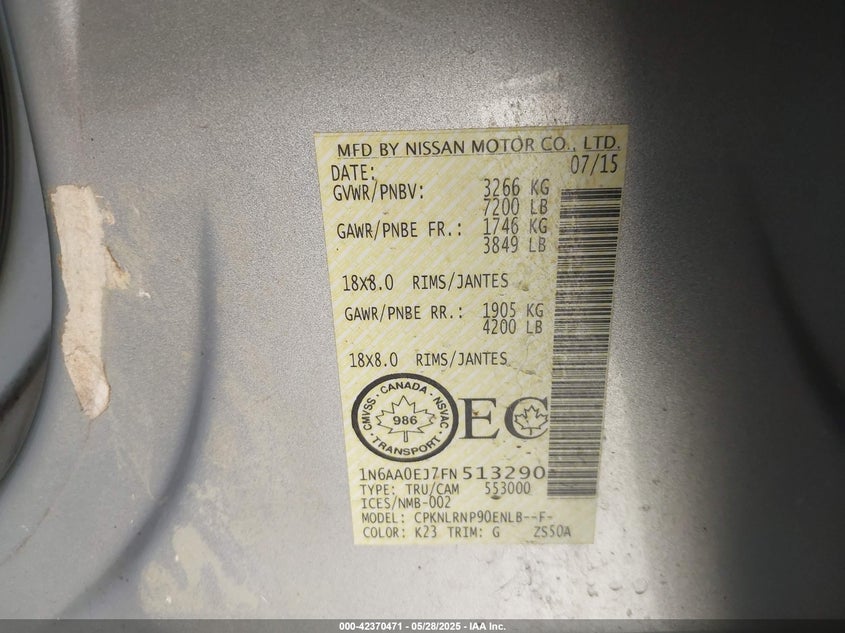 MFD BY NISSAN MOTOR CO., LTD.
DATE: 07/15
GVWR/PNBV: 3266 KG
7200 LB
GAWR/PNBE FR.: 1746 KG
3849 LB
18X8.0 RIMS/JANTES
GAWR/PNBE RR.: 1905 KG
4200 LB
18X8.0 RIMS/JANTES
CMVSS · CANADA · NSVAC
986
· TRANSPORT ·
EC
1N6AA0EJ7FN513290
TYPE: TRU/CAM 553000
ICES/NMB-002
MODEL: CPKNLRNP90ENLB--F-
COLOR: K23 TRIM: G ZS50A
000-42370471 — 05/28/2025 - IAA Inc.